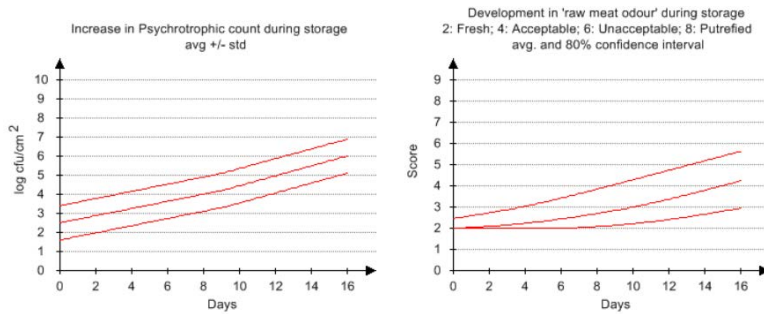 Increase in Psychrotrophic count during storage
avg +/- std
10
9
8
7
6
5
4
3
2
1
0
log cfu/cm²
0 2 4 6 8 10 12 14 16
Days
Development in 'raw meat odour' during storage
2: Fresh; 4: Acceptable; 6: Unacceptable; 8: Putrefied
avg. and 80% confidence interval
9
8
7
6
5
4
3
2
1
0
Score
0 2 4 6 8 10 12 14 16
Days